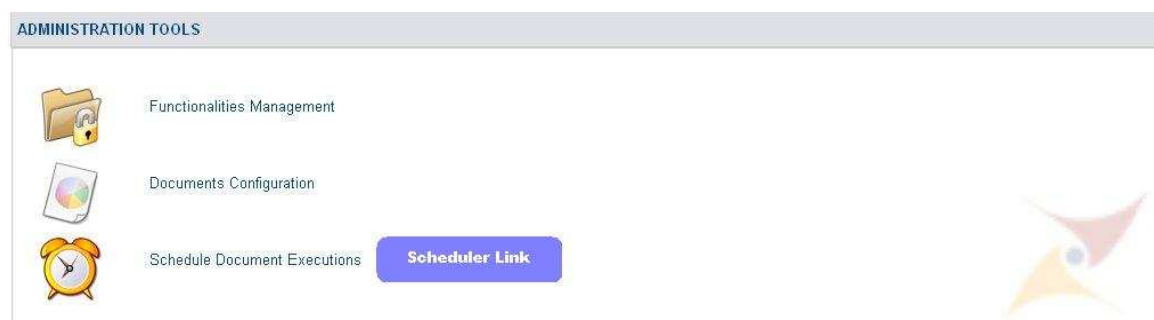 ADMINISTRATION TOOLS
Functionalities Management
Documents Configuration
Schedule Document Executions Scheduler Link